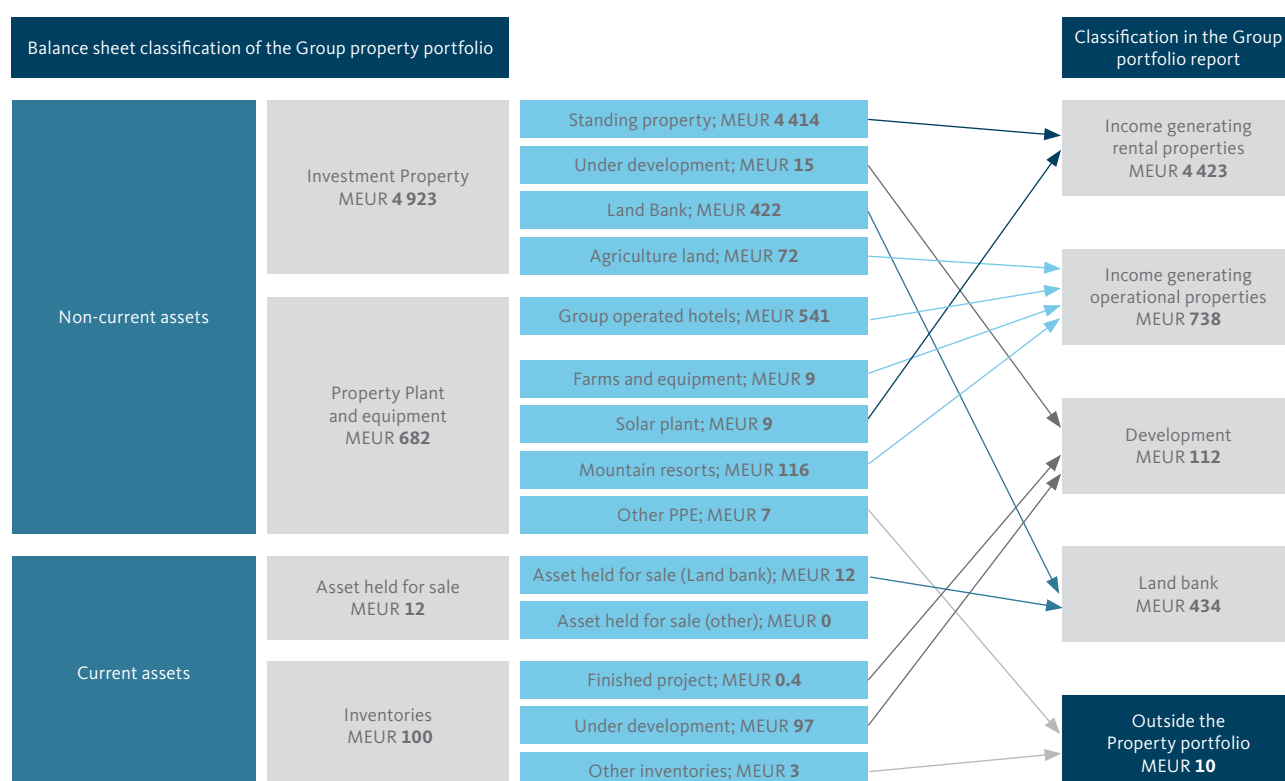 Balance sheet classification of the Group property portfolio
Classification in the Group
portfolio report
Non-current assets
Investment Property
MEUR 4 923
Standing property; MEUR 4 414
Under development; MEUR 15
Land Bank; MEUR 422
Agriculture land; MEUR 72
Property Plant
and equipment
MEUR 682
Group operated hotels; MEUR 541
Farms and equipment; MEUR 9
Solar plant; MEUR 9
Mountain resorts; MEUR 116
Other PPE; MEUR 7
Current assets
Asset held for sale
MEUR 12
Asset held for sale (Land bank); MEUR 12
Asset held for sale (other); MEUR 0
Inventories
MEUR 100
Finished project; MEUR 0.4
Under development; MEUR 97
Other inventories; MEUR 3
Income generating
rental properties
MEUR 4 423
Income generating
operational properties
MEUR 738
Development
MEUR 112
Land bank
MEUR 434
Outside the
Property portfolio
MEUR 10